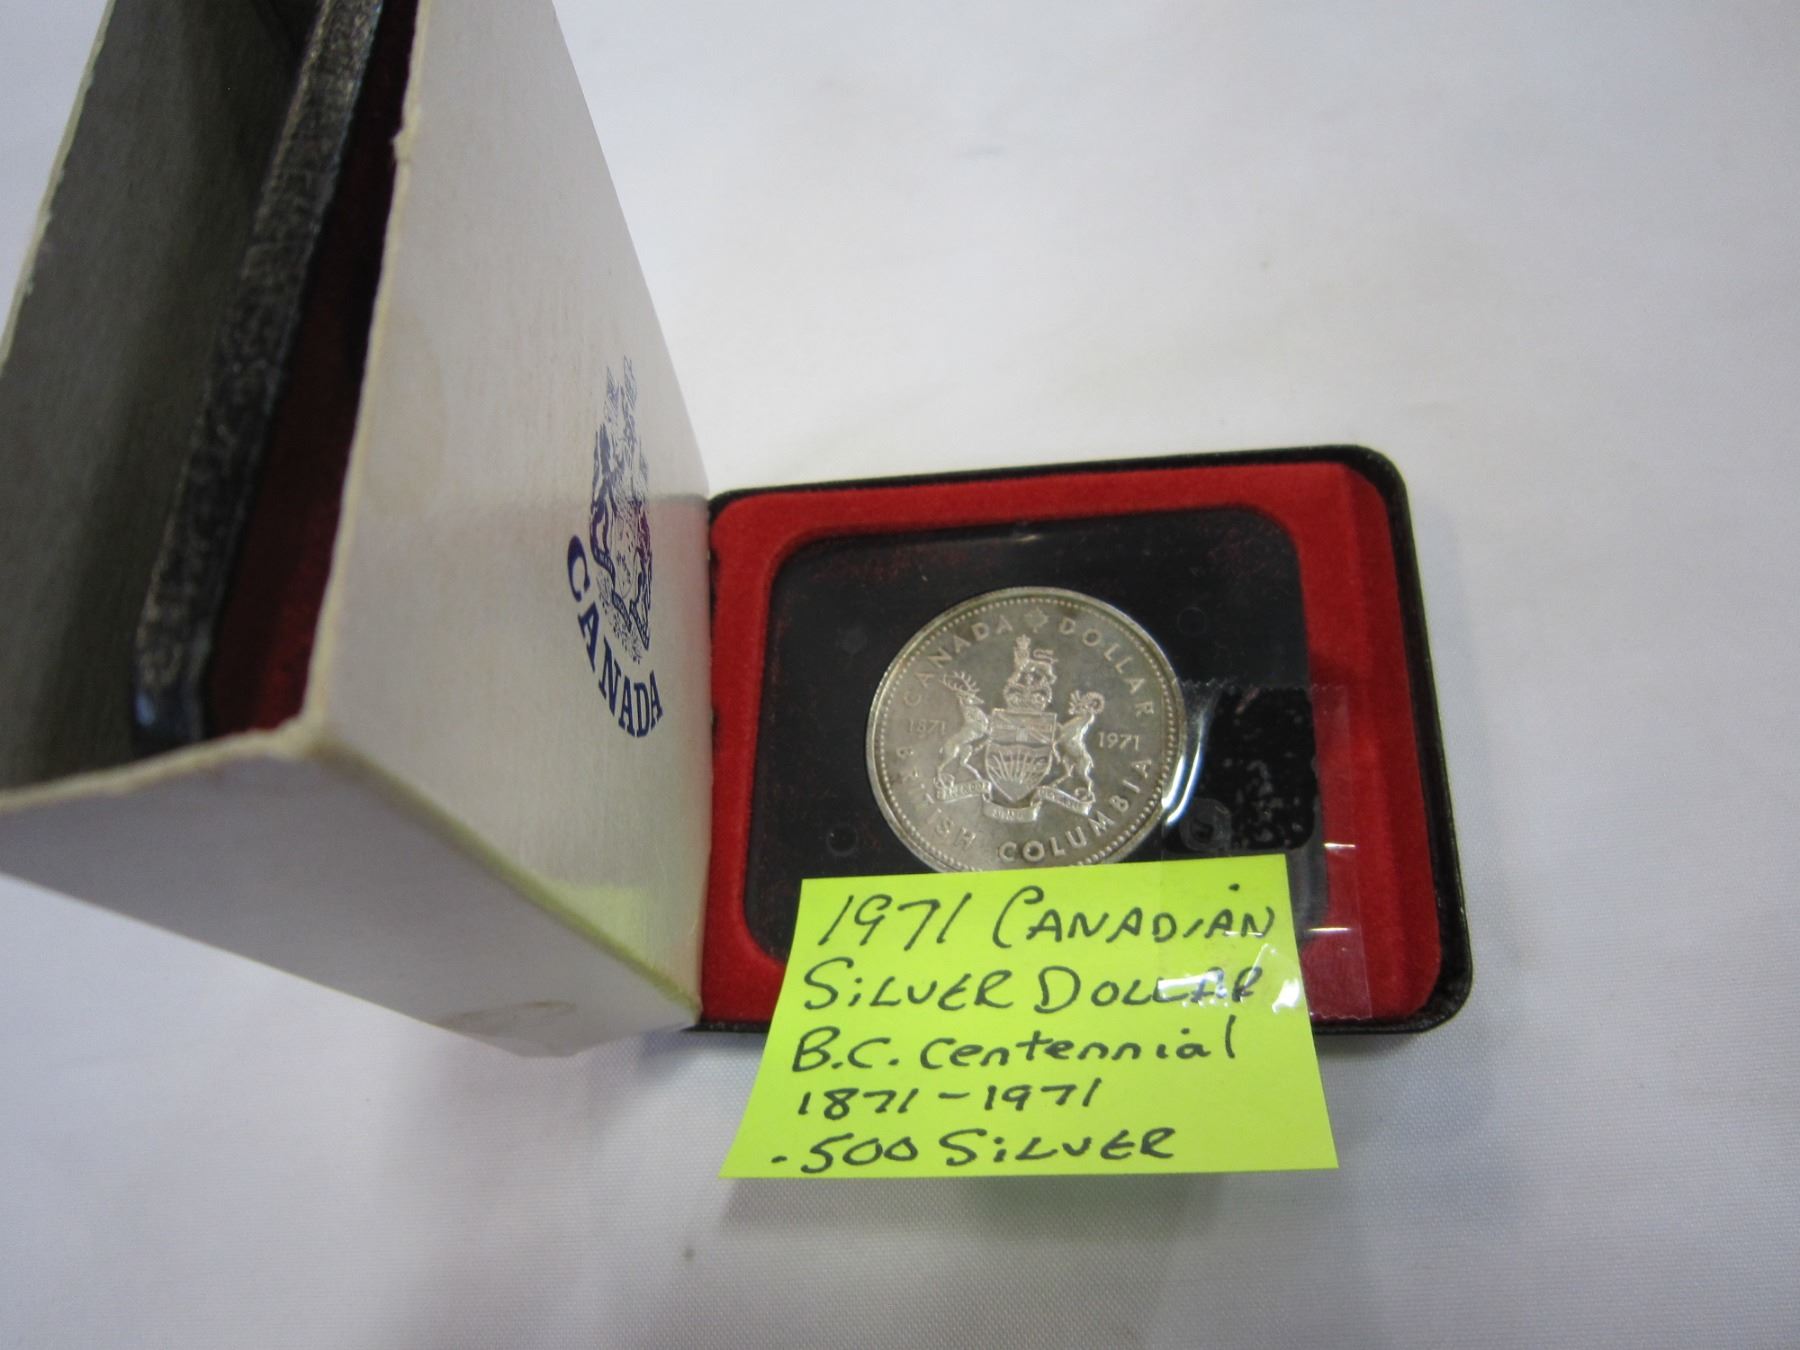 CANADA
CANADA DOLLAR
1871 1971
BRITISH COLUMBIA
1971 CANADIAN
SiLVER DOLLAR
B.C. centennial
1871-1971
.500 SiLVER